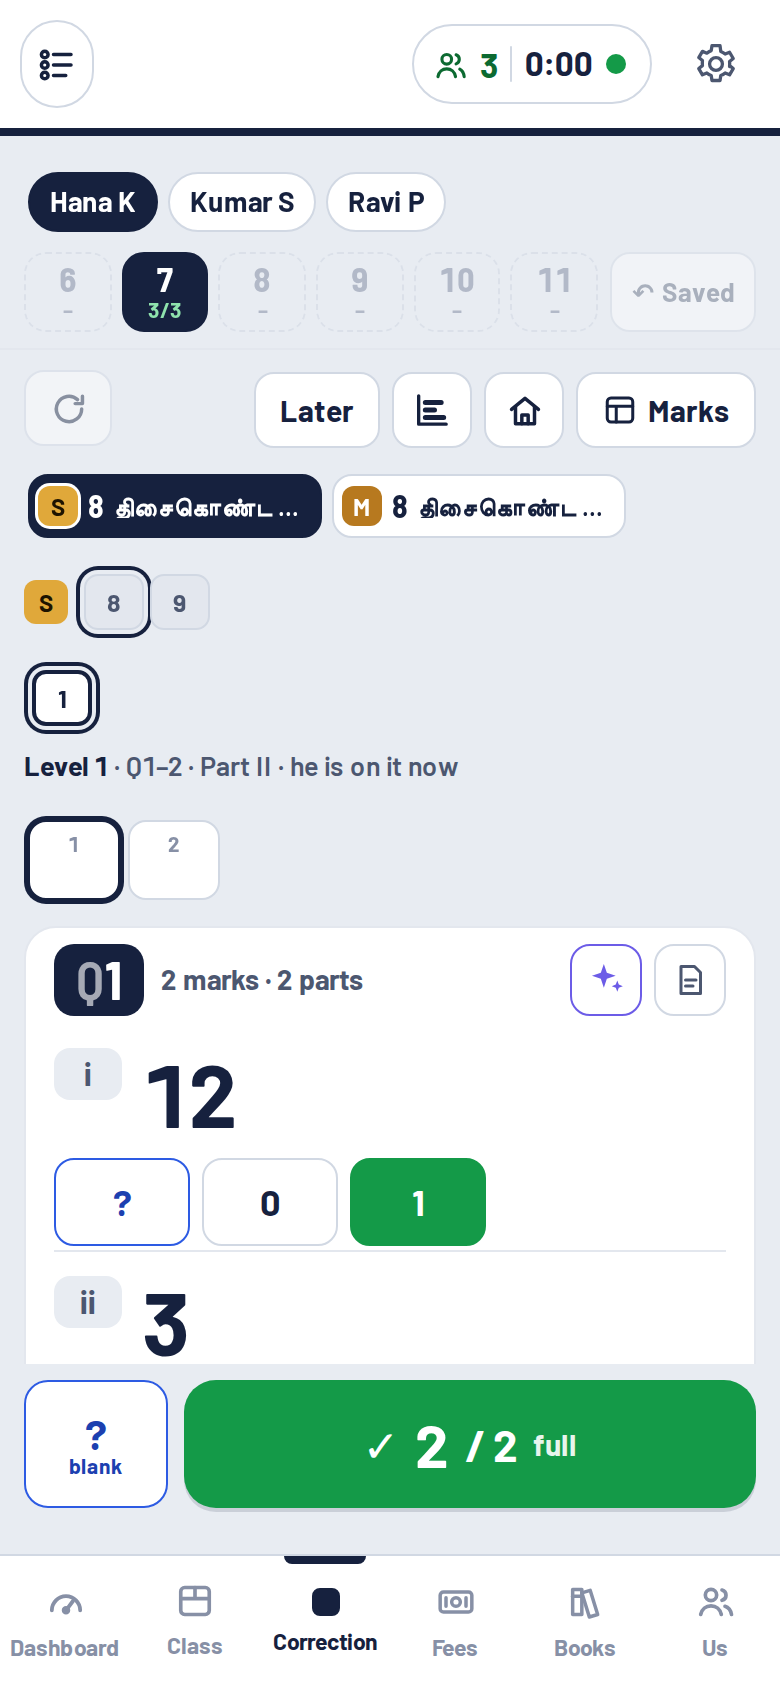 3 0:00
Hana K Kumar S Ravi P
6 7 8 9 10 11 ↶ Saved
- 3/3 - - - -
Later Marks
S 8 திசைகொண்ட ... M 8 திசைகொண்ட ...
S 8 9
1
Level 1 · Q1–2 · Part II · he is on it now
1 2
Q1 2 marks · 2 parts
i 12
? 0 1
ii 3
? ✓ 2 / 2 full
blank
Dashboard Class Correction Fees Books Us